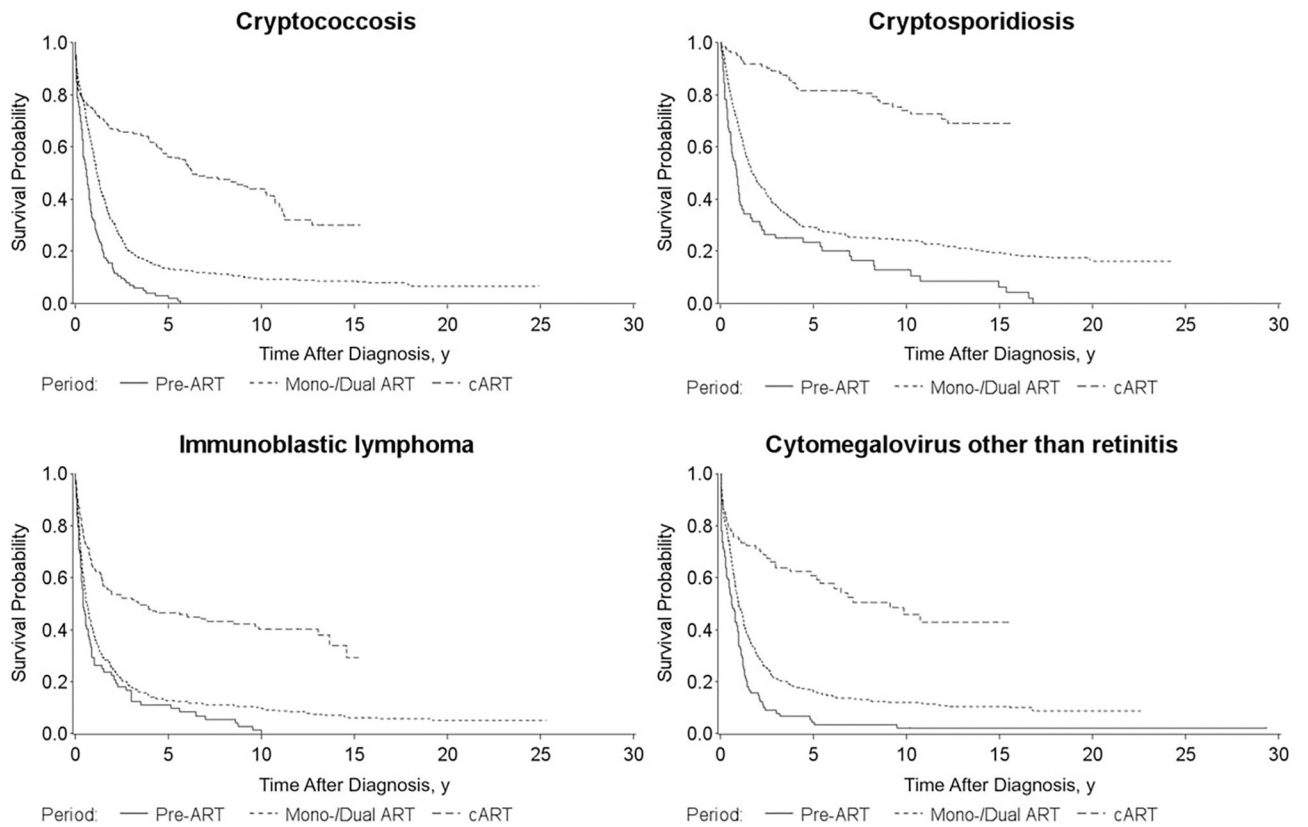 Cryptococcosis
1.0
0.8
0.6
0.4
0.2
0.0
Survival Probability
0 5 10 15 20 25 30
Time After Diagnosis, y
Period: Pre-ART Mono-/Dual ART cART
Cryptosporidiosis
1.0
0.8
0.6
0.4
0.2
0.0
Survival Probability
0 5 10 15 20 25 30
Time After Diagnosis, y
Period: Pre-ART Mono-/Dual ART cART
Immunoblastic lymphoma
1.0
0.8
0.6
0.4
0.2
0.0
Survival Probability
0 5 10 15 20 25 30
Time After Diagnosis, y
Period: Pre-ART Mono-/Dual ART cART
Cytomegalovirus other than retinitis
1.0
0.8
0.6
0.4
0.2
0.0
Survival Probability
0 5 10 15 20 25 30
Time After Diagnosis, y
Period: Pre-ART Mono-/Dual ART cART